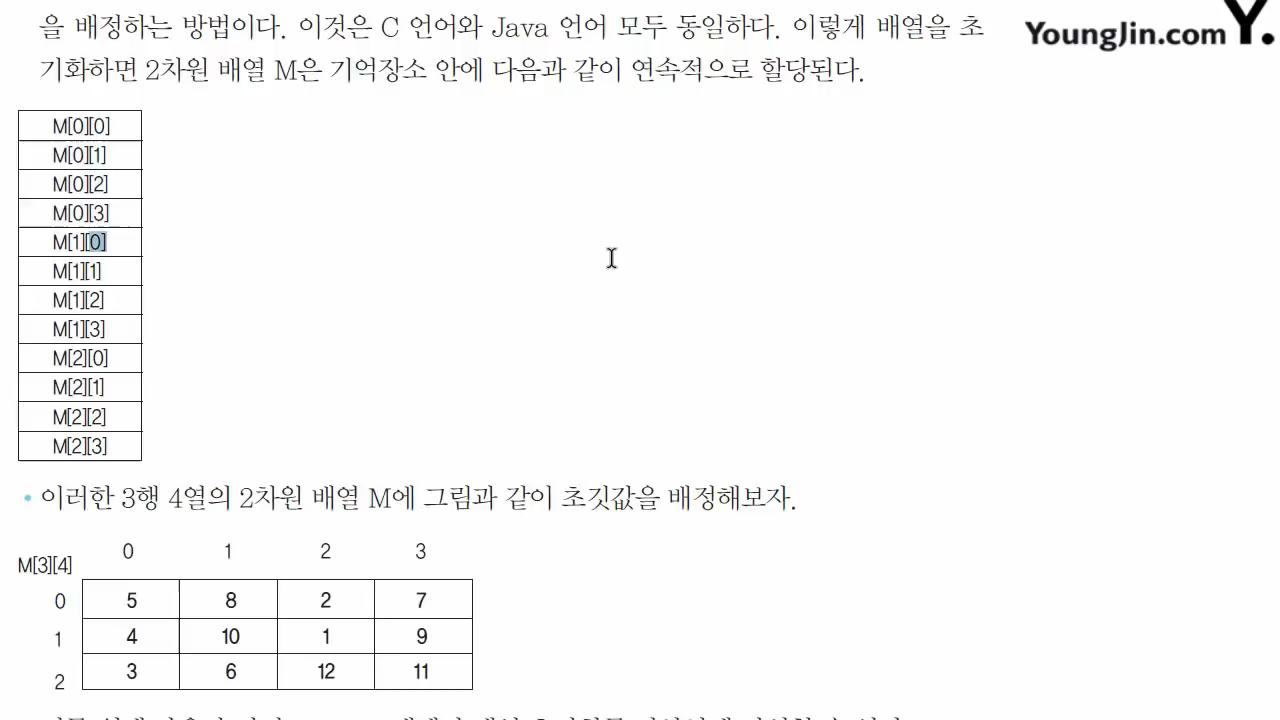 을 배정하는 방법이다. 이것은 C 언어와 Java 언어 모두 동일하다. 이렇게 배열을 초
기화하면 2차원 배열 M은 기억장소 안에 다음과 같이 연속적으로 할당된다.
YoungJin.com Y.
M[0][0]
M[0][1]
M[0][2]
M[0][3]
M[1][0]
M[1][1]
M[1][2]
M[1][3]
M[2][0]
M[2][1]
M[2][2]
M[2][3]
• 이러한 3행 4열의 2차원 배열 M에 그림과 같이 초깃값을 배정해보자.
M[3][4] 0 1 2 3
0 5 8 2 7
1 4 10 1 9
2 3 6 12 11